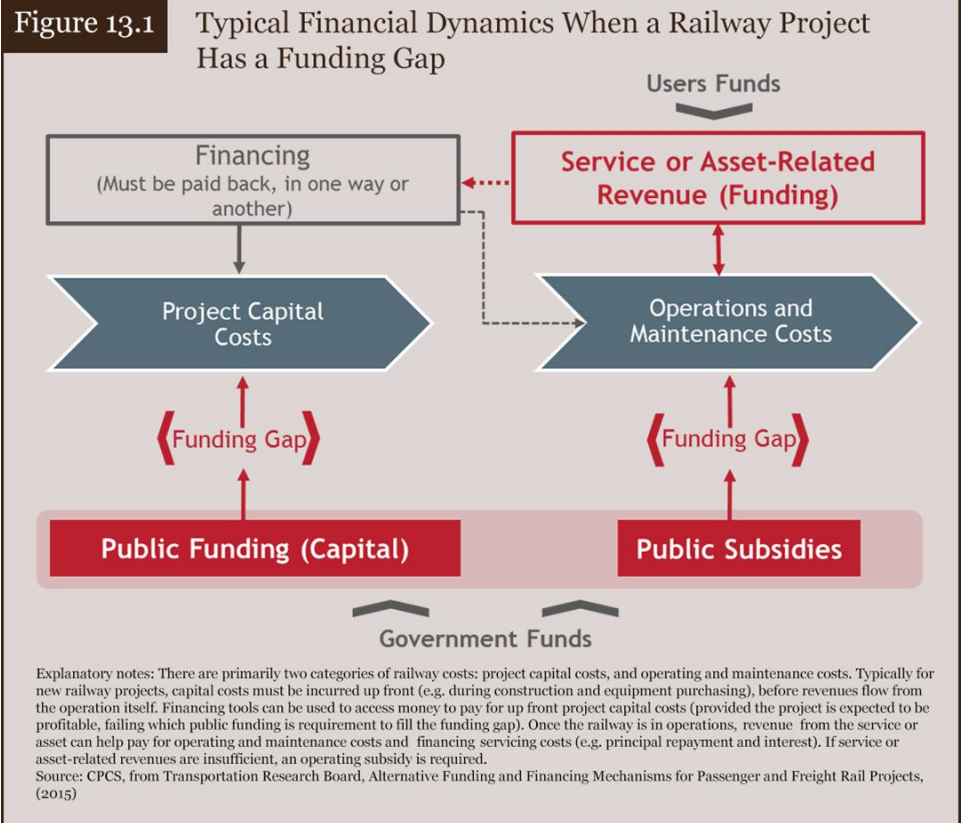 Figure 13.1
Typical Financial Dynamics When a Railway Project
Has a Funding Gap
Users Funds
Financing
(Must be paid back, in one way or
another)
Service or Asset-Related
Revenue (Funding)
Project Capital
Costs
Operations and
Maintenance Costs
Funding Gap
Funding Gap
Public Funding (Capital)
Public Subsidies
Government Funds
Explanatory notes: There are primarily two categories of railway costs: project capital costs, and operating and maintenance costs. Typically for
new railway projects, capital costs must be incurred up front (e.g. during construction and equipment purchasing), before revenues flow from
the operation itself. Financing tools can be used to access money to pay for up front project capital costs (provided the project is expected to be
profitable, failing which public funding is requirement to fill the funding gap). Once the railway is in operations, revenue from the service or
asset can help pay for operating and maintenance costs and financing servicing costs (e.g. principal repayment and interest). If service or
asset-related revenues are insufficient, an operating subsidy is required.
Source: CPCS, from Transportation Research Board, Alternative Funding and Financing Mechanisms for Passenger and Freight Rail Projects,
(2015)